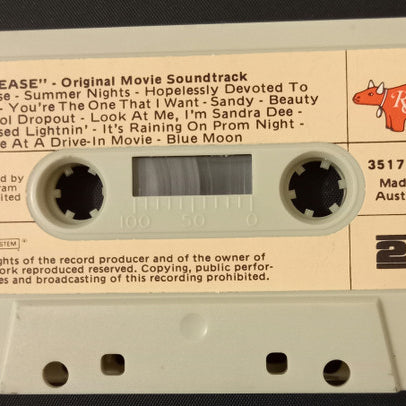 EASE" - Original Movie Soundtrack
se - Summer Nights - Hopelessly Devoted To
- You're The One That I Want - Sandy - Beauty
ol Dropout - Look At Me, I'm Sandra Dee -
sed Lightnin' - It's Raining On Prom Night -
e At A Drive-In Movie - Blue Moon
R
3517
ed by
ram
ited
Mad
Aust
100 50 0
STEM
2
ghts of the record producer and of the owner of
ork reproduced reserved. Copying, public perfor-
es and broadcasting of this recording prohibited.